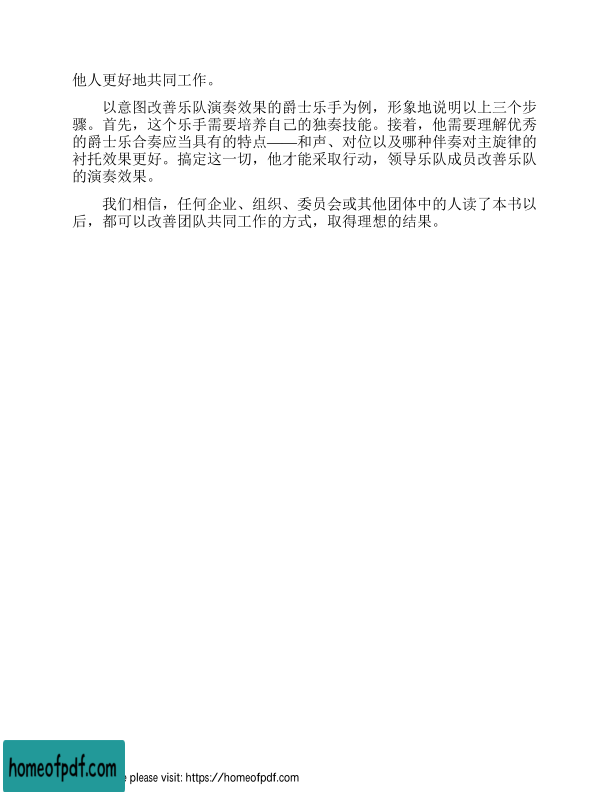 他人更好地共同工作。
以意图改善乐队演奏效果的爵士乐手为例，形象地说明以上三个步
骤。首先，这个乐手需要培养自己的独奏技能。接着，他需要理解优秀
的爵士乐合奏应当具有的特点——和声、对位以及哪种伴奏对主旋律的
衬托效果更好。搞定这一切，他才能采取行动，领导乐队成员改善乐队
的演奏效果。
我们相信，任何企业、组织、委员会或其他团体中的人读了本书以
后，都可以改善团队共同工作的方式，取得理想的结果。
homeofpdf.com
please visit: https://homeofpdf.com